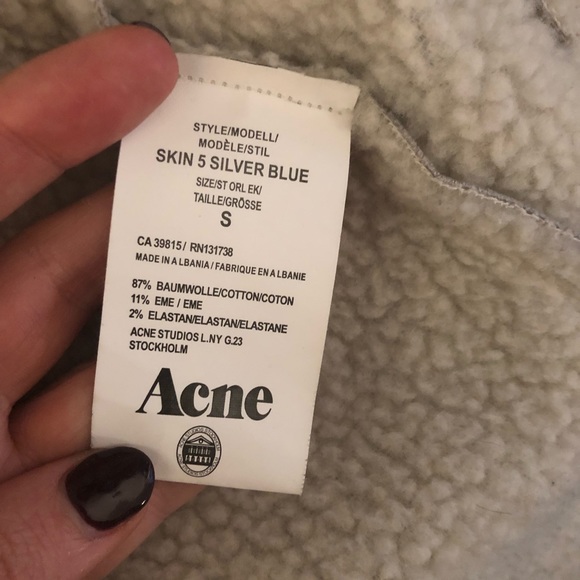 STYLE/MODELL/
MODÈLE/STIL
SKIN 5 SILVER BLUE
SIZE/ST ORL EK/
TAILLE/GRÖSSE
S
CA 39815/ RN131738
MADE IN A LBANIA / FABRIQUE EN A LBANIE
87% BAUMWOLLE/COTTON/COTON
11% EME / EME
2% ELASTAN/ELASTAN/ELASTANE
ACNE STUDIOS L.NY G.23
STOCKHOLM
Acne